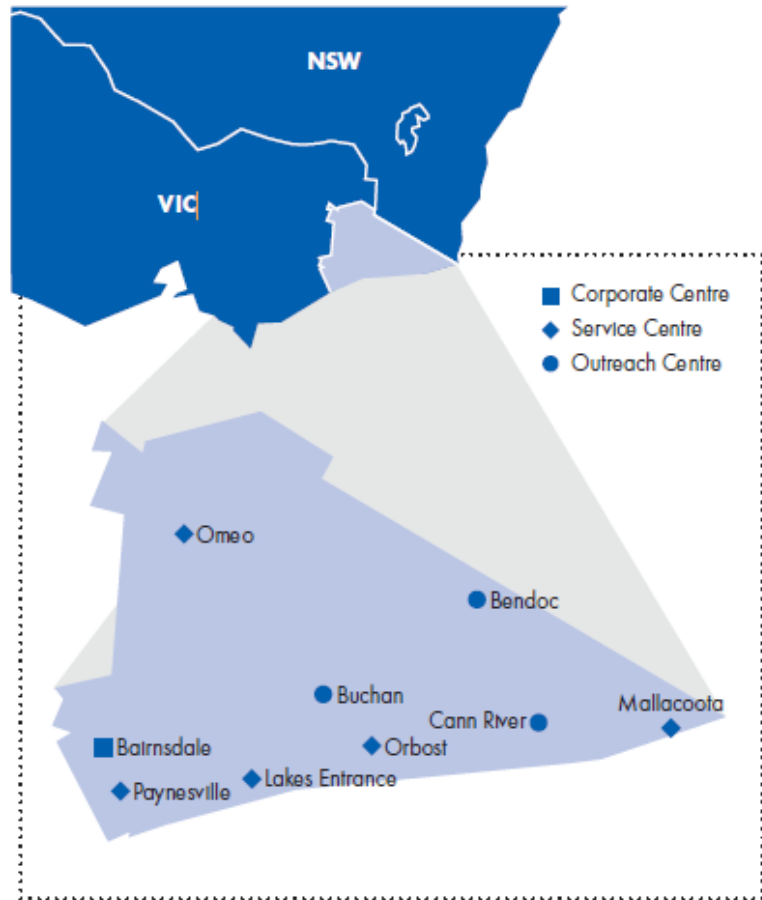 NSW
VIC
Corporate Centre
Service Centre
Outreach Centre
Omeo
Bendoc
Buchan
Mallacoota
Cann River
Bairnsdale
Orbost
Lakes Entrance
Paynesville